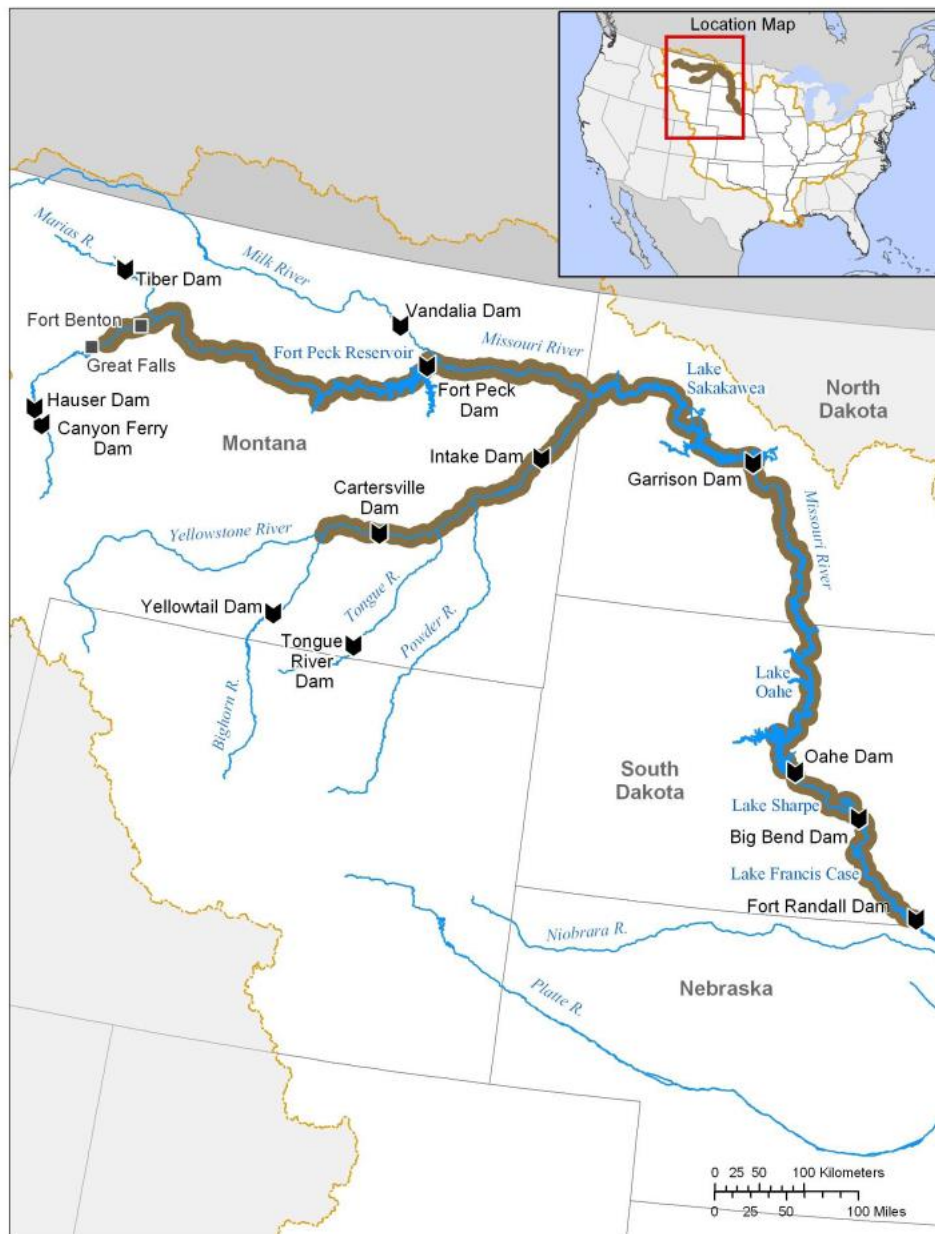 Location Map
Marias R.
Milk River
Tiber Dam
Fort Benton
Vandalia Dam
Great Falls
Fort Peck Reservoir
Missouri River
Fort Peck
Dam
Lake
Sakakawea
North
Dakota
Hauser Dam
Canyon Ferry
Dam
Montana
Intake Dam
Garrison Dam
Cartersville
Dam
Missouri River
Yellowstone River
Tongue R.
Powder R.
Yellowtail Dam
Tongue
River
Dam
Bighorn R.
Lake
Oahe
Oahe Dam
South
Dakota
Lake Sharpe
Big Bend Dam
Lake Francis Case
Fort Randall Dam
Niobrara R.
Nebraska
Platte R.
0 25 50 100 Kilometers
0 25 50 100 Miles